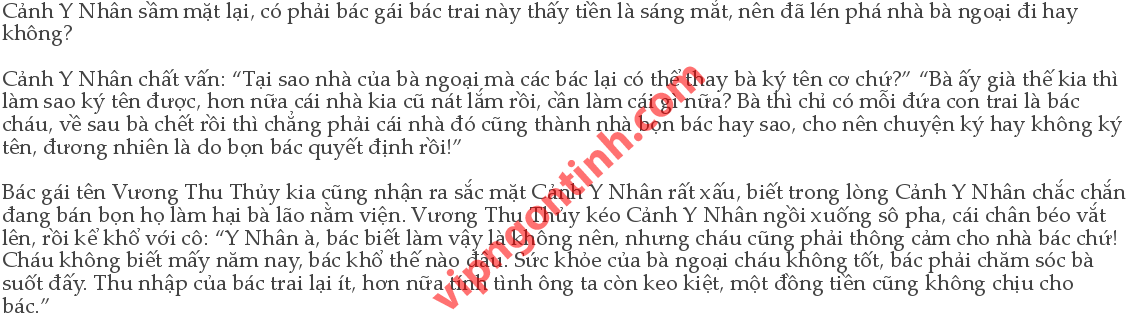 Cảnh Y Nhân sầm mặt lại, có phải bác gái bác trai này thấy tiền là sáng mắt, nên đã lén phá nhà bà ngoại đi hay
không?
Cảnh Y Nhân chất vấn: “Tại sao nhà của bà ngoại mà các bác lại có thể thay bà ký tên cơ chứ?” “Bà ấy già thế kia thì
làm sao ký tên được, hơn nữa cái nhà kia cũ nát lắm rồi, cần làm cái gì nữa? Bà thì chỉ có mỗi đứa con trai là bác
cháu, về sau bà chết rồi thì chẳng phải cái nhà đó cũng thành nhà bọn bác hay sao, cho nên chuyện ký hay không ký
tên, đương nhiên là do bọn bác quyết định rồi!”
Bác gái tên Vương Thu Thủy kia cũng nhận ra sắc mặt Cảnh Y Nhân rất xấu, biết trong lòng Cảnh Y Nhân chắc chắn
đang bán bọn họ làm hại bà lão nằm viện. Vương Thu Thủy kéo Cảnh Y Nhân ngồi xuống sô pha, cái chân béo vắt
lên, rồi kể khổ với cô: “Y Nhân à, bác biết làm vậy là không nên, nhưng cháu cũng phải thông cảm cho nhà bác chứ!
Cháu không biết mấy năm nay, bác khổ thế nào đâu. Sức khỏe của bà ngoại cháu không tốt, bác phải chăm sóc bà
suốt đấy. Thu nhập của bác trai lại ít, hơn nữa tính tình ông ta còn keo kiệt, một đồng tiền cũng không chịu cho
bác.”
vipngontinh.com